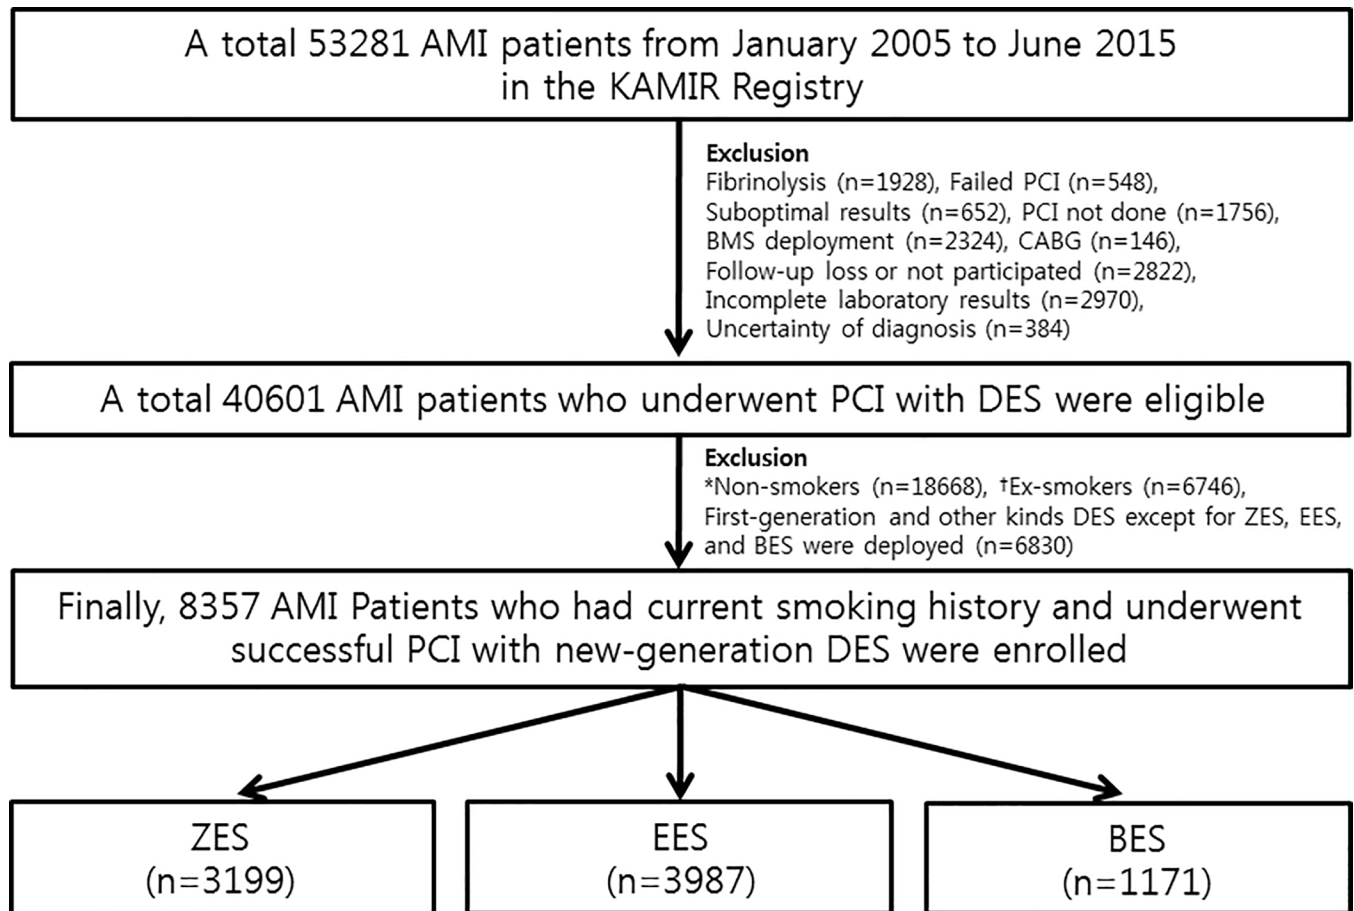 A total 53281 AMI patients from January 2005 to June 2015
in the KAMIR Registry
Exclusion
Fibrinolysis (n=1928), Failed PCI (n=548),
Suboptimal results (n=652), PCI not done (n=1756),
BMS deployment (n=2324), CABG (n=146),
Follow-up loss or not participated (n=2822),
Incomplete laboratory results (n=2970),
Uncertainty of diagnosis (n=384)
A total 40601 AMI patients who underwent PCI with DES were eligible
Exclusion
*Non-smokers (n=18668), †Ex-smokers (n=6746),
First-generation and other kinds DES except for ZES, EES,
and BES were deployed (n=6830)
Finally, 8357 AMI Patients who had current smoking history and underwent
successful PCI with new-generation DES were enrolled
ZES
(n=3199)
EES
(n=3987)
BES
(n=1171)